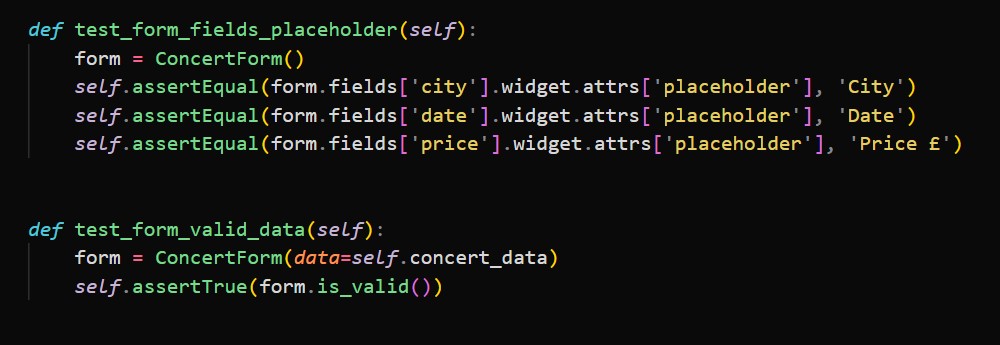 def test_form_fields_placeholder(self):
    form = ConcertForm()
    self.assertEqual(form.fields['city'].widget.attrs['placeholder'], 'City')
    self.assertEqual(form.fields['date'].widget.attrs['placeholder'], 'Date')
    self.assertEqual(form.fields['price'].widget.attrs['placeholder'], 'Price £')
def test_form_valid_data(self):
    form = ConcertForm(data=self.concert_data)
    self.assertTrue(form.is_valid())